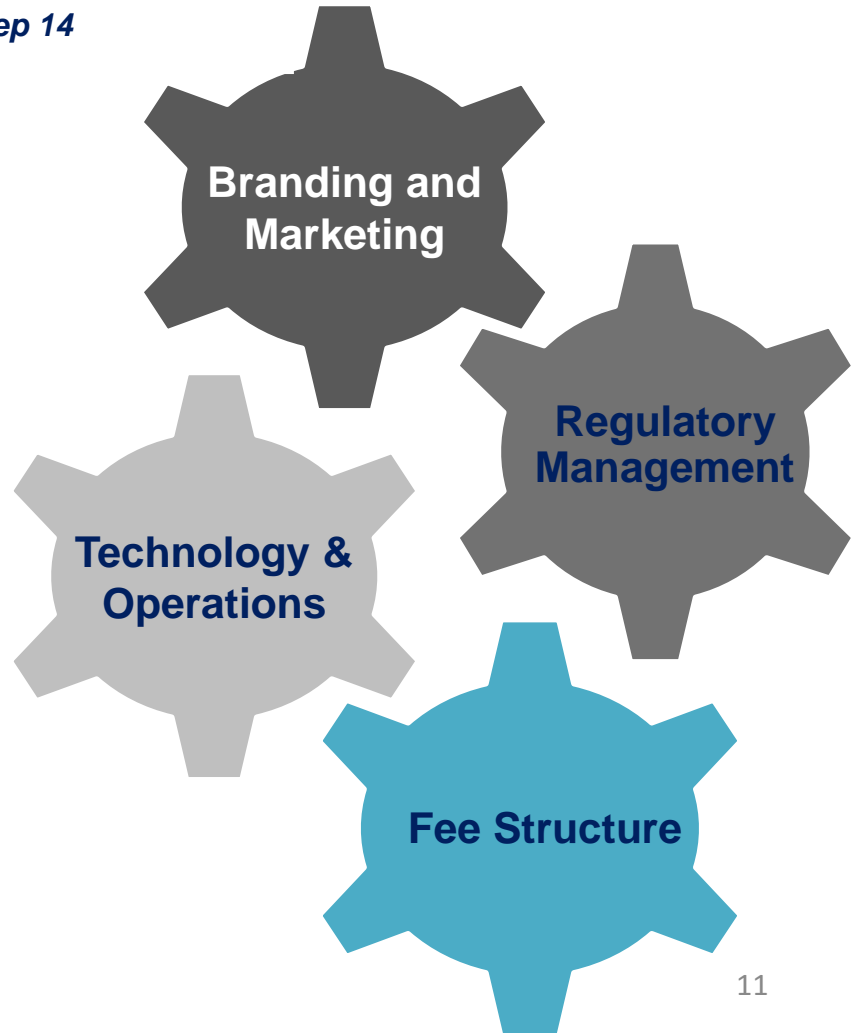 ep 14
Branding and
Marketing
Regulatory
Management
Technology &
Operations
Fee Structure
11